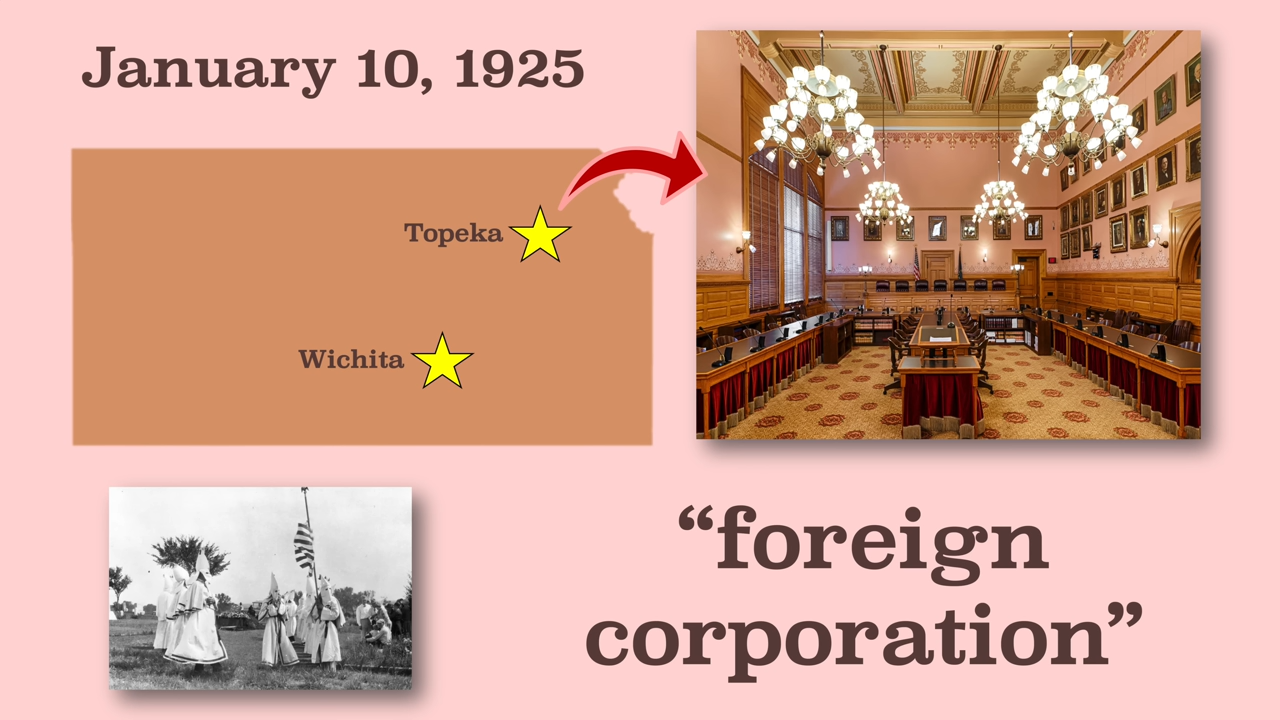 January 10, 1925
Topeka
Wichita
“foreign
corporation”